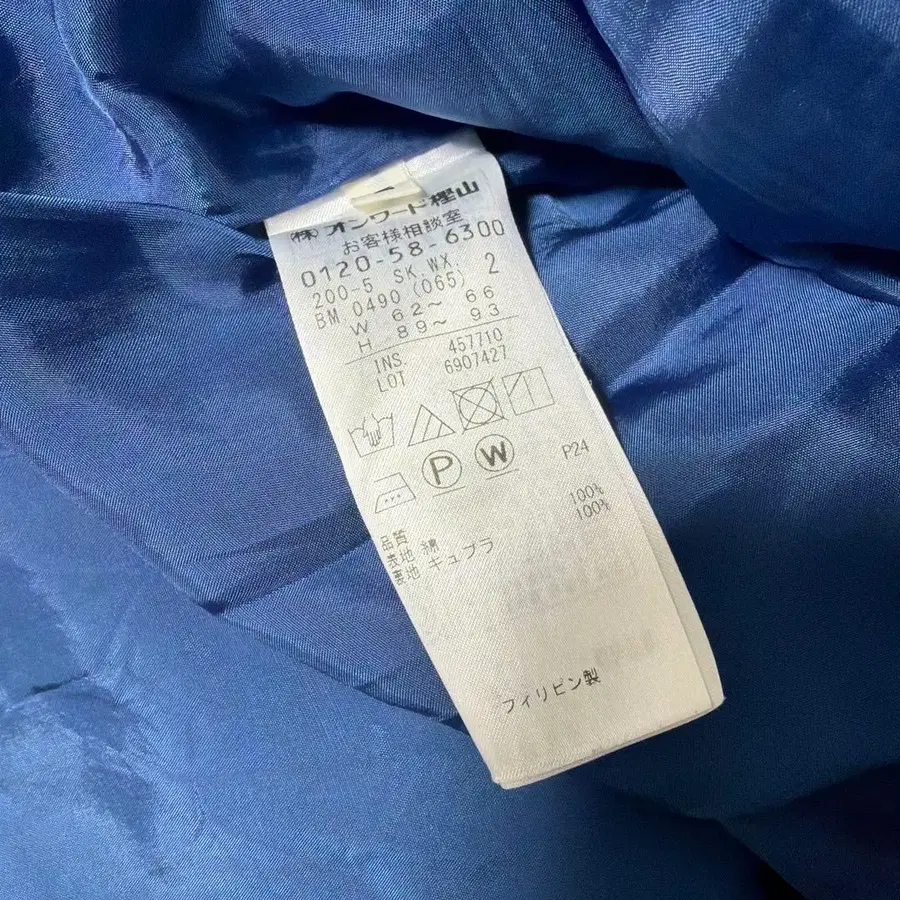 (株)オンワード樫山
お客様相談室
0120-58-6300
200-5 SK.WX. 2
BM 0490 (065)
W 62～ 66
H 89～ 93
INS. 457710
LOT 6907427
P W P24
品質
表地 綿 100%
裏地 キュプラ 100%
フィリピン製